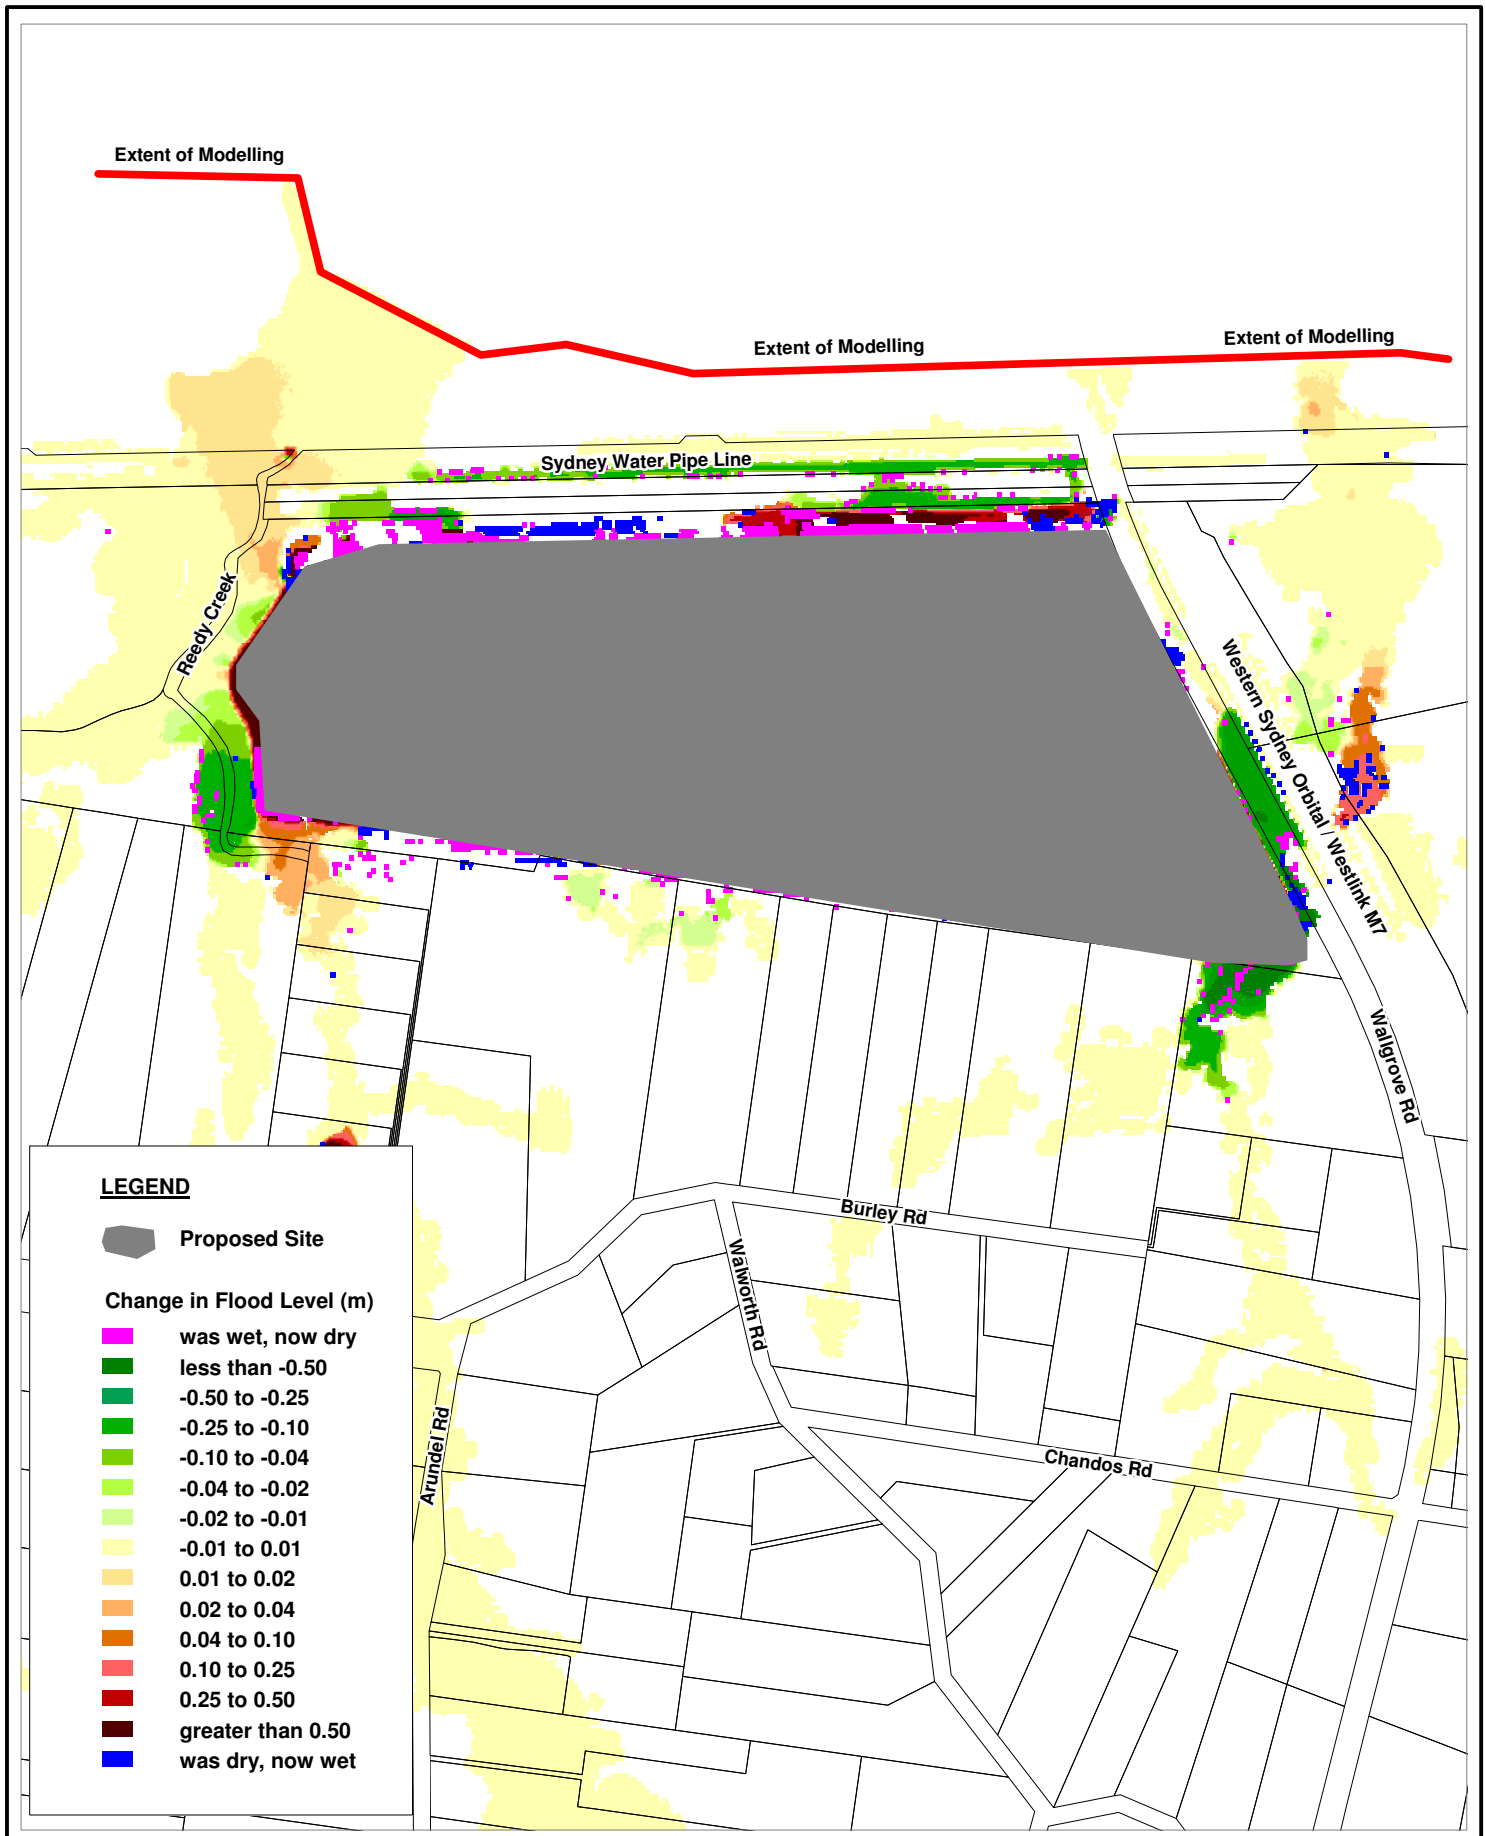 Extent of Modelling
Extent of Modelling
Extent of Modelling
Sydney Water Pipe Line
Reedy Creek
Western Sydney Orbital / Westlink M7
Wallgrove Rd
Burley Rd
Walworth Rd
Chandos Rd
Arundel Rd
LEGEND
Proposed Site
Change in Flood Level (m)
was wet, now dry
less than -0.50
-0.50 to -0.25
-0.25 to -0.10
-0.10 to -0.04
-0.04 to -0.02
-0.02 to -0.01
-0.01 to 0.01
0.01 to 0.02
0.02 to 0.04
0.04 to 0.10
0.10 to 0.25
0.25 to 0.50
greater than 0.50
was dry, now wet